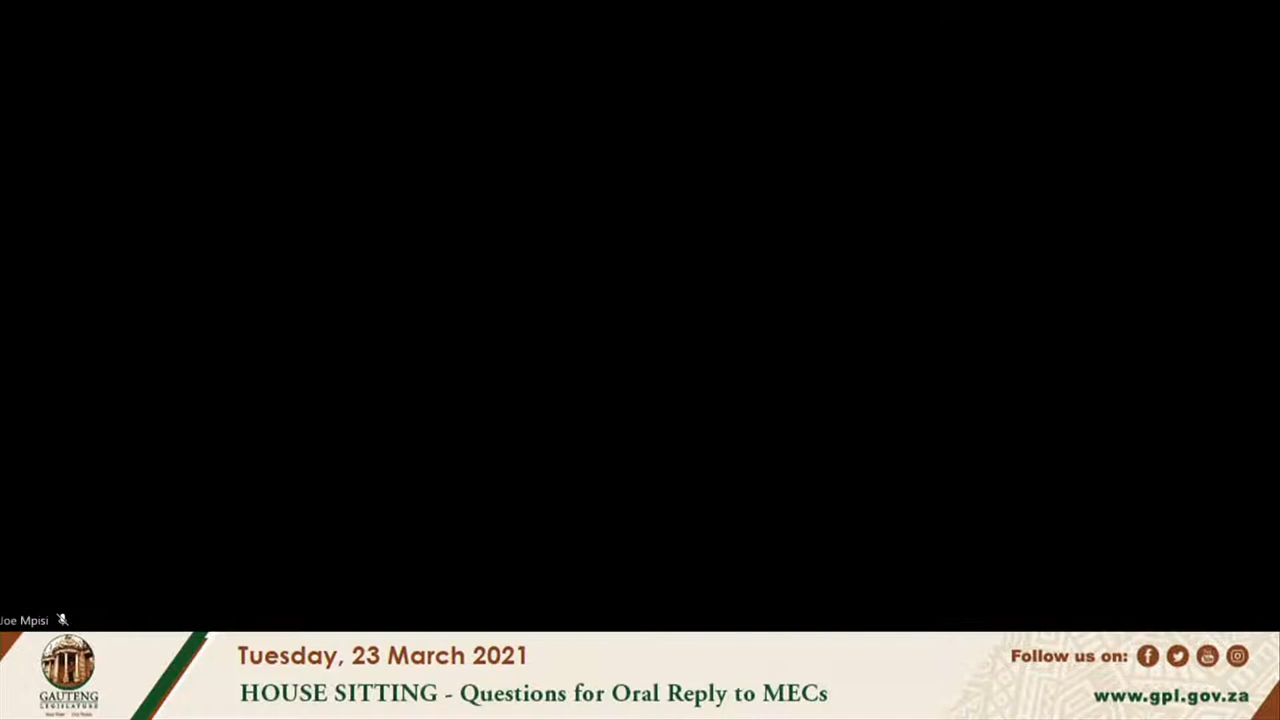 Joe Mpisi
Tuesday, 23 March 2021
HOUSE SITTING - Questions for Oral Reply to MECs
GAUTENG
LEGISLATURE
Follow us on:
www.gpl.gov.za